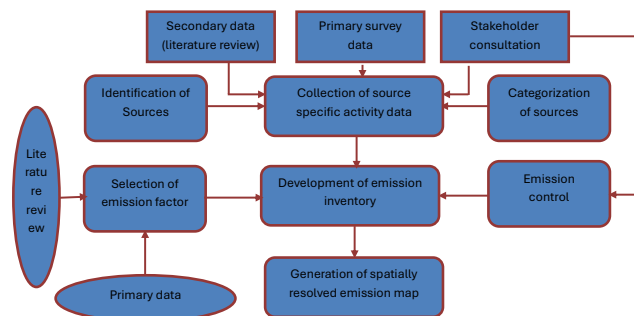 Secondary data
(literature review)
Primary survey
data
Stakeholder
consultation
Identification of
Sources
Collection of source
specific activity data
Categorization
of sources
Lite
ratu
re
revi
ew
Selection of
emission factor
Development of emission
inventory
Emission
control
Primary data
Generation of spatially
resolved emission map